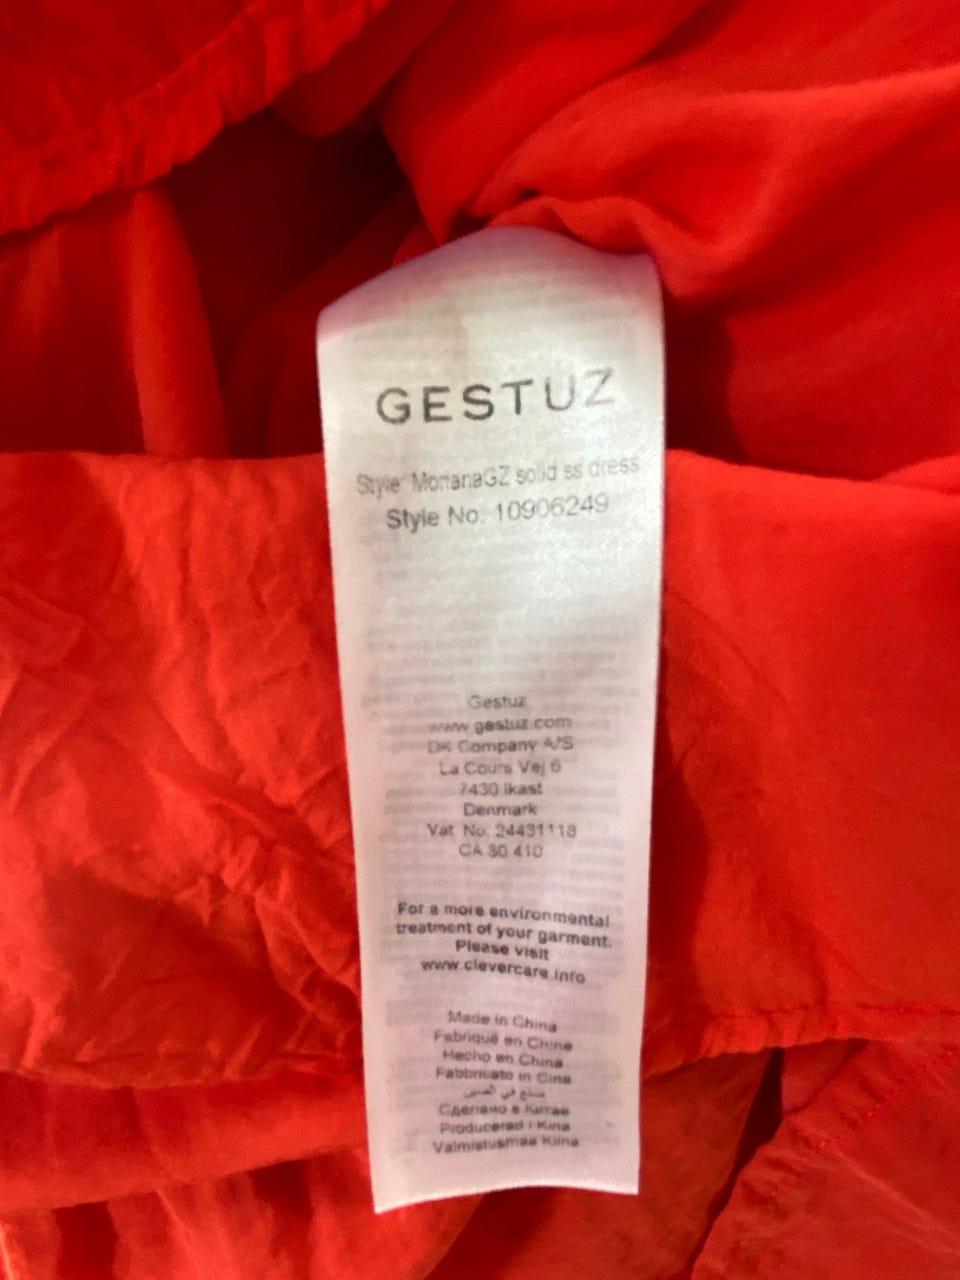 GESTUZ
Style: MorianaGZ solid ss dress
Style No. 10906249
Gestuz
www.gestuz.com
DK Company A/S
La Cours Vej 6
7430 Ikast
Denmark
Vat No. 24431118
CA 30 410
For a more environmental
treatment of your garment.
Please visit
www.clevercare.info
Made in China
Fabriqué en Chine
Hecho en China
Fabbricato in Cina
صنع في الصين
Сделано в Китае
Producerad i Kina
Valmistusmaa Kiina